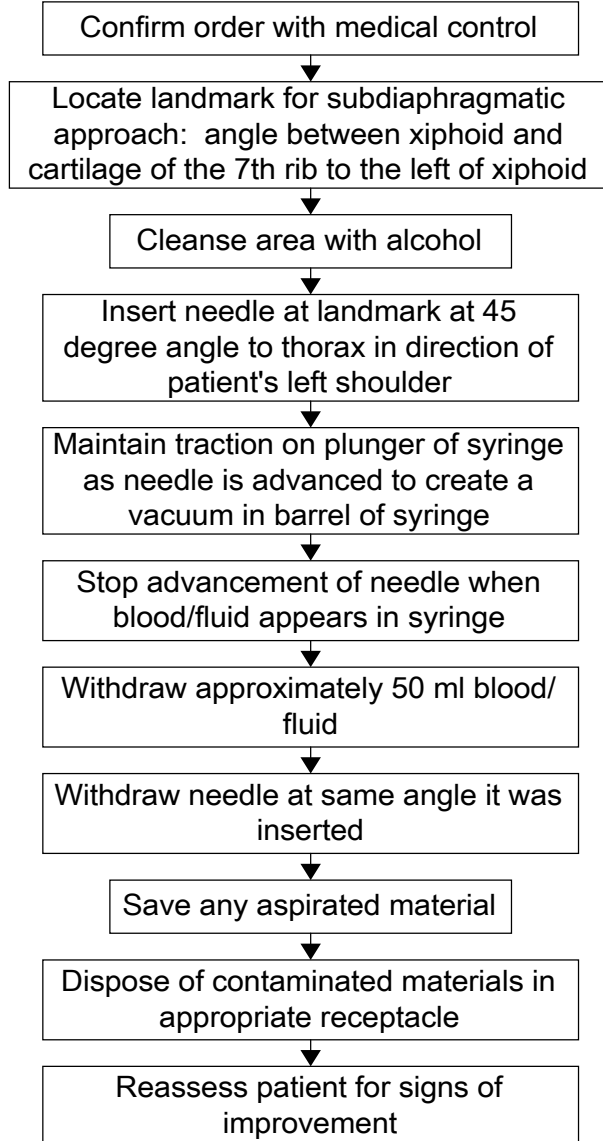 Confirm order with medical control
Locate landmark for subdiaphragmatic
approach:  angle between xiphoid and
cartilage of the 7th rib to the left of xiphoid
Cleanse area with alcohol
Insert needle at landmark at 45
degree angle to thorax in direction of
patient's left shoulder
Maintain traction on plunger of syringe
as needle is advanced to create a
vacuum in barrel of syringe
Stop advancement of needle when
blood/fluid appears in syringe
Withdraw approximately 50 ml blood/
fluid
Withdraw needle at same angle it was
inserted
Save any aspirated material
Dispose of contaminated materials in
appropriate receptacle
Reassess patient for signs of
improvement